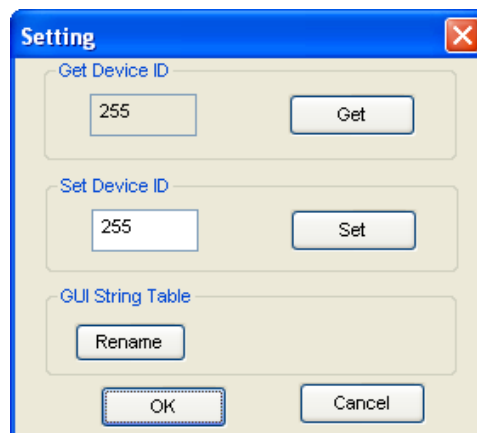 Setting
Get Device ID
255
Get
Set Device ID
255
Set
GUI String Table
Rename
OK
Cancel